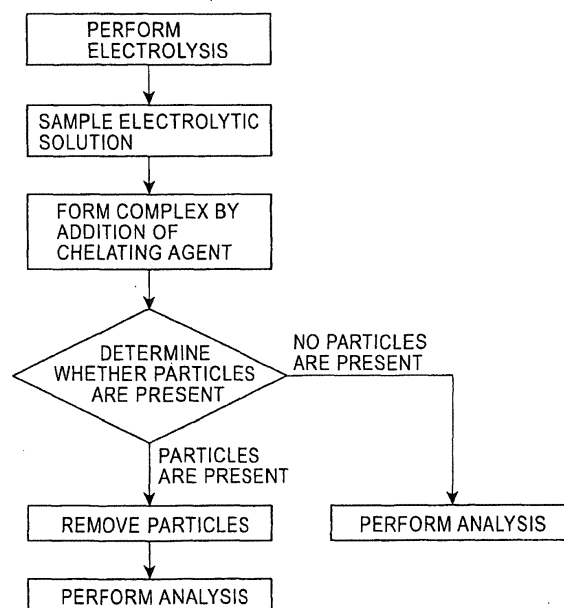 PERFORM
ELECTROLYSIS
SAMPLE ELECTROLYTIC
SOLUTION
FORM COMPLEX BY
ADDITION OF
CHELATING AGENT
DETERMINE
WHETHER PARTICLES
ARE PRESENT
NO PARTICLES
ARE PRESENT
PARTICLES
ARE PRESENT
REMOVE PARTICLES
PERFORM ANALYSIS
PERFORM ANALYSIS